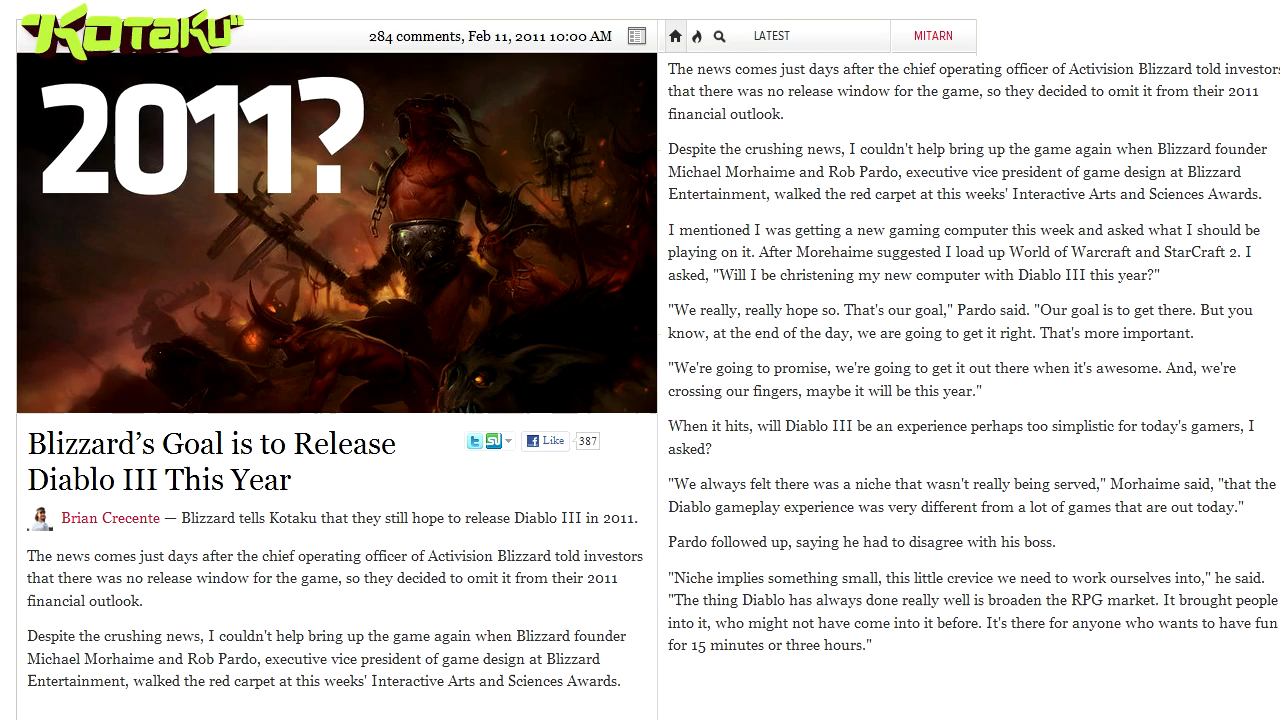 KOTAKU
284 comments, Feb 11, 2011 10:00 AM
2011?
Blizzard's Goal is to Release
Diablo III This Year
Like
387
Brian Crecente — Blizzard tells Kotaku that they still hope to release Diablo III in 2011.
The news comes just days after the chief operating officer of Activision Blizzard told investors
that there was no release window for the game, so they decided to omit it from their 2011
financial outlook.
Despite the crushing news, I couldn't help bring up the game again when Blizzard founder
Michael Morhaime and Rob Pardo, executive vice president of game design at Blizzard
Entertainment, walked the red carpet at this weeks' Interactive Arts and Sciences Awards.
LATEST
MITARN
The news comes just days after the chief operating officer of Activision Blizzard told investors
that there was no release window for the game, so they decided to omit it from their 2011
financial outlook.
Despite the crushing news, I couldn't help bring up the game again when Blizzard founder
Michael Morhaime and Rob Pardo, executive vice president of game design at Blizzard
Entertainment, walked the red carpet at this weeks' Interactive Arts and Sciences Awards.
I mentioned I was getting a new gaming computer this week and asked what I should be
playing on it. After Morehaime suggested I load up World of Warcraft and StarCraft 2. I
asked, "Will I be christening my new computer with Diablo III this year?"
"We really, really hope so. That's our goal," Pardo said. "Our goal is to get there. But you
know, at the end of the day, we are going to get it right. That's more important.
"We're going to promise, we're going to get it out there when it's awesome. And, we're
crossing our fingers, maybe it will be this year."
When it hits, will Diablo III be an experience perhaps too simplistic for today's gamers, I
asked?
"We always felt there was a niche that wasn't really being served," Morhaime said, "that the
Diablo gameplay experience was very different from a lot of games that are out today."
Pardo followed up, saying he had to disagree with his boss.
"Niche implies something small, this little crevice we need to work ourselves into," he said.
"The thing Diablo has always done really well is broaden the RPG market. It brought people
into it, who might not have come into it before. It's there for anyone who wants to have fun
for 15 minutes or three hours."